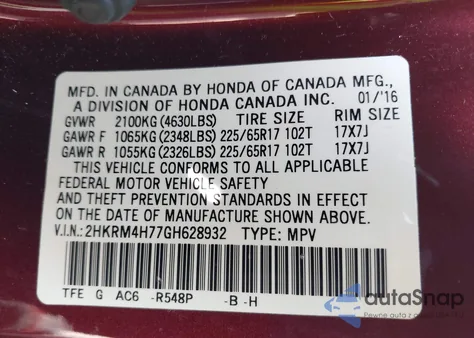 MFD. IN CANADA BY HONDA OF CANADA MFG.,
A DIVISION OF HONDA CANADA INC. 01/'16
GVWR 2100KG (4630LBS) TIRE SIZE RIM SIZE
GAWR F 1065KG (2348LBS) 225/65R17 102T 17X7J
GAWR R 1055KG (2326LBS) 225/65R17 102T 17X7J
THIS VEHICLE CONFORMS TO ALL APPLICABLE
FEDERAL MOTOR VEHICLE SAFETY
AND THEFT PREVENTION STANDARDS IN EFFECT
ON THE DATE OF MANUFACTURE SHOWN ABOVE.
V.I.N.: 2HKRM4H77GH628932 TYPE: MPV
TFE G AC6 -R548P -B -H
autoSnap
Pewne auto z drugiej